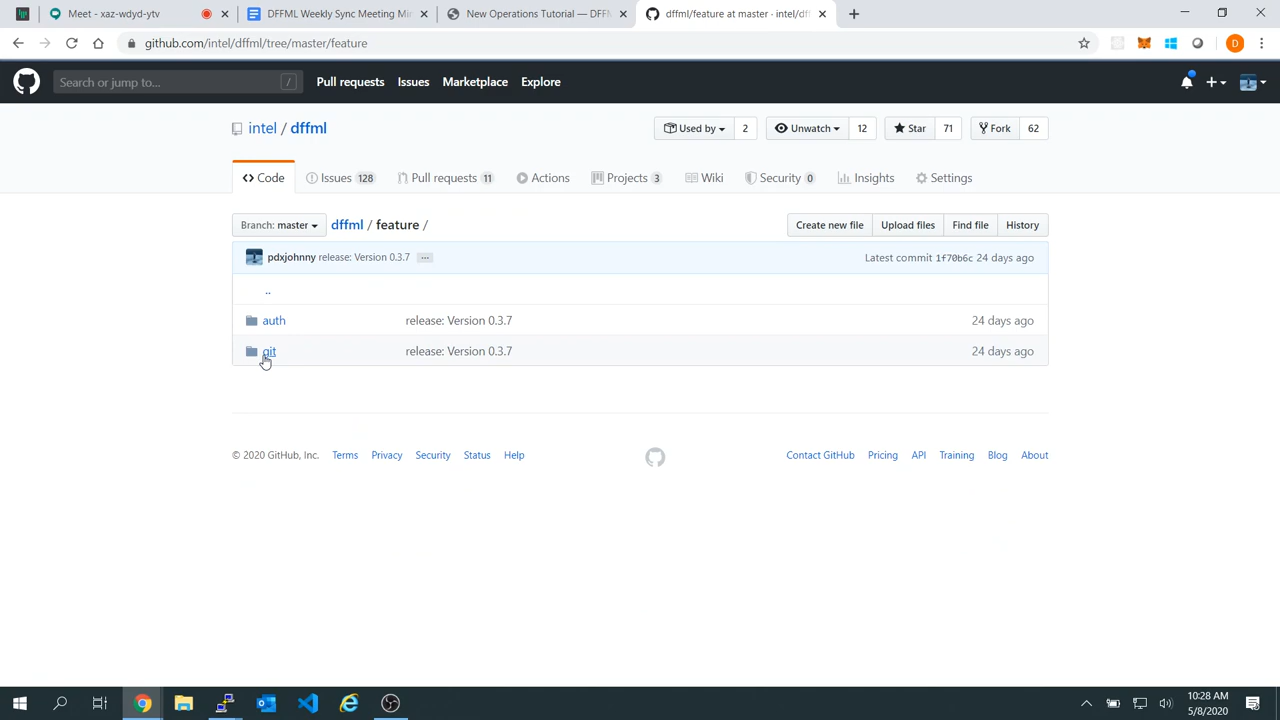 Meet - xaz-wdyd-ytv
DFFML Weekly Sync Meeting Mi
New Operations Tutorial — DFFM
dffml/feature at master · intel/dff
github.com/intel/dffml/tree/master/feature
D
Search or jump to...
/
Pull requests
Issues
Marketplace
Explore
intel / dffml
Used by
2
Unwatch
12
Star
71
Fork
62
Code
Issues 128
Pull requests 11
Actions
Projects 3
Wiki
Security 0
Insights
Settings
Branch: master
dffml / feature /
Create new file
Upload files
Find file
History
pdxjohnny release: Version 0.3.7 ...
Latest commit 1f70b6c 24 days ago
..
auth
release: Version 0.3.7
24 days ago
git
release: Version 0.3.7
24 days ago
© 2020 GitHub, Inc.
Terms
Privacy
Security
Status
Help
Contact GitHub
Pricing
API
Training
Blog
About
10:28 AM
5/8/2020